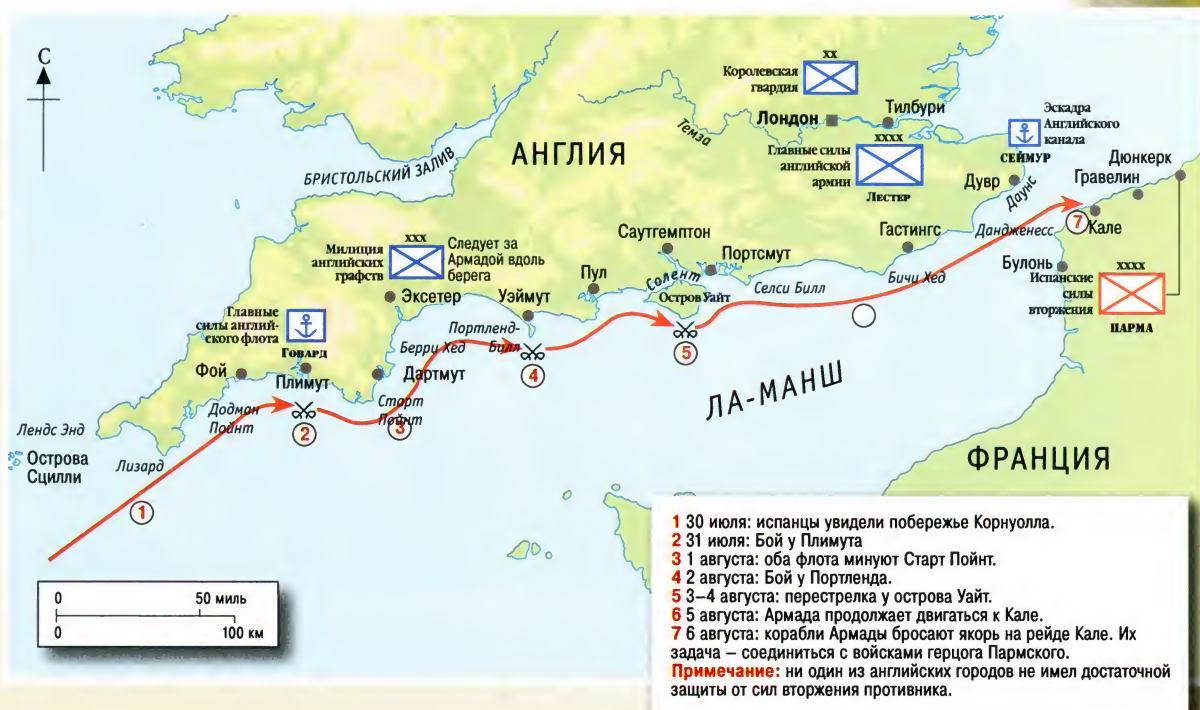 С
XX
Королевская
гвардия
Лондон
Тилбури
Темза
Эскадра
Английского
канала
СЕЙМУР
XXXX
Главные силы
английской
армии
ЛЕСТЕР
АНГЛИЯ
БРИСТОЛЬСКИЙ ЗАЛИВ
Дюнкерк
Гравелин
Дувр
Даунс
7
Кале
Дандженесс
Гастингс
Булонь
Бичи Хед
XXXX
Испанские
силы
вторжения
ПАРМА
XXX
Милиция
английских
графств
Следует за
Армадой вдоль
берега
Саутгемптон
Портсмут
Солент
Селси Билл
Остров Уайт
Пул
Эксетер
Уэймут
Главные
силы англий-
ского флота
ГОВАРД
Портленд-
Билл
Берри Хед
5
4
Фой
Плимут
Дартмут
ЛА-МАНШ
Додман
Пойнт
Старт
Пойнт
2
3
Лендс Энд
Острова
Сцилли
Лизард
1
ФРАНЦИЯ
0 50 миль
0 100 км
1 30 июля: испанцы увидели побережье Корнуолла.
2 31 июля: Бой у Плимута
3 1 августа: оба флота минуют Старт Пойнт.
4 2 августа: Бой у Портленда.
5 3–4 августа: перестрелка у острова Уайт.
6 5 августа: Армада продолжает двигаться к Кале.
7 6 августа: корабли Армады бросают якорь на рейде Кале. Их
задача – соединиться с войсками герцога Пармского.
Примечание: ни один из английских городов не имел достаточной
защиты от сил вторжения противника.